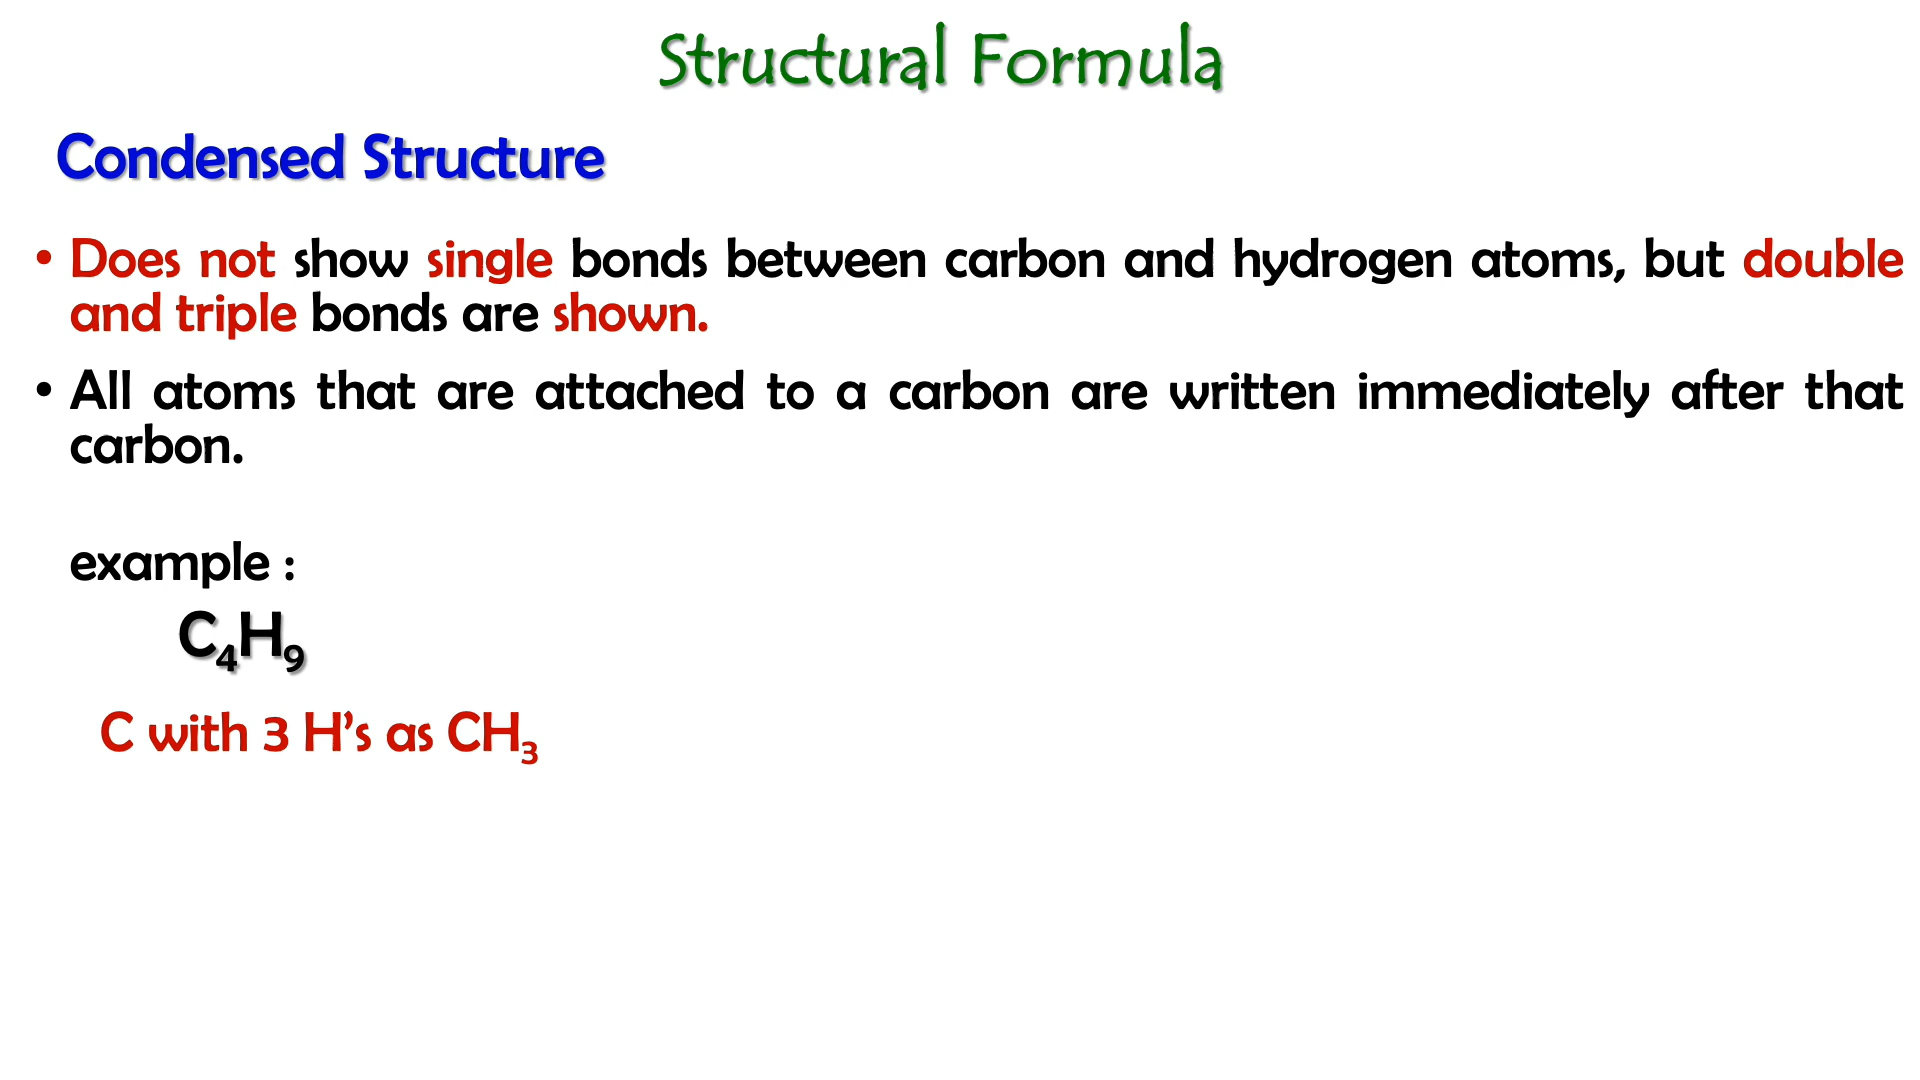 Structural Formula
Condensed Structure
• Does not show single bonds between carbon and hydrogen atoms, but double
and triple bonds are shown.
• All atoms that are attached to a carbon are written immediately after that
carbon.
example :
C₄H₉
C with 3 H’s as CH₃